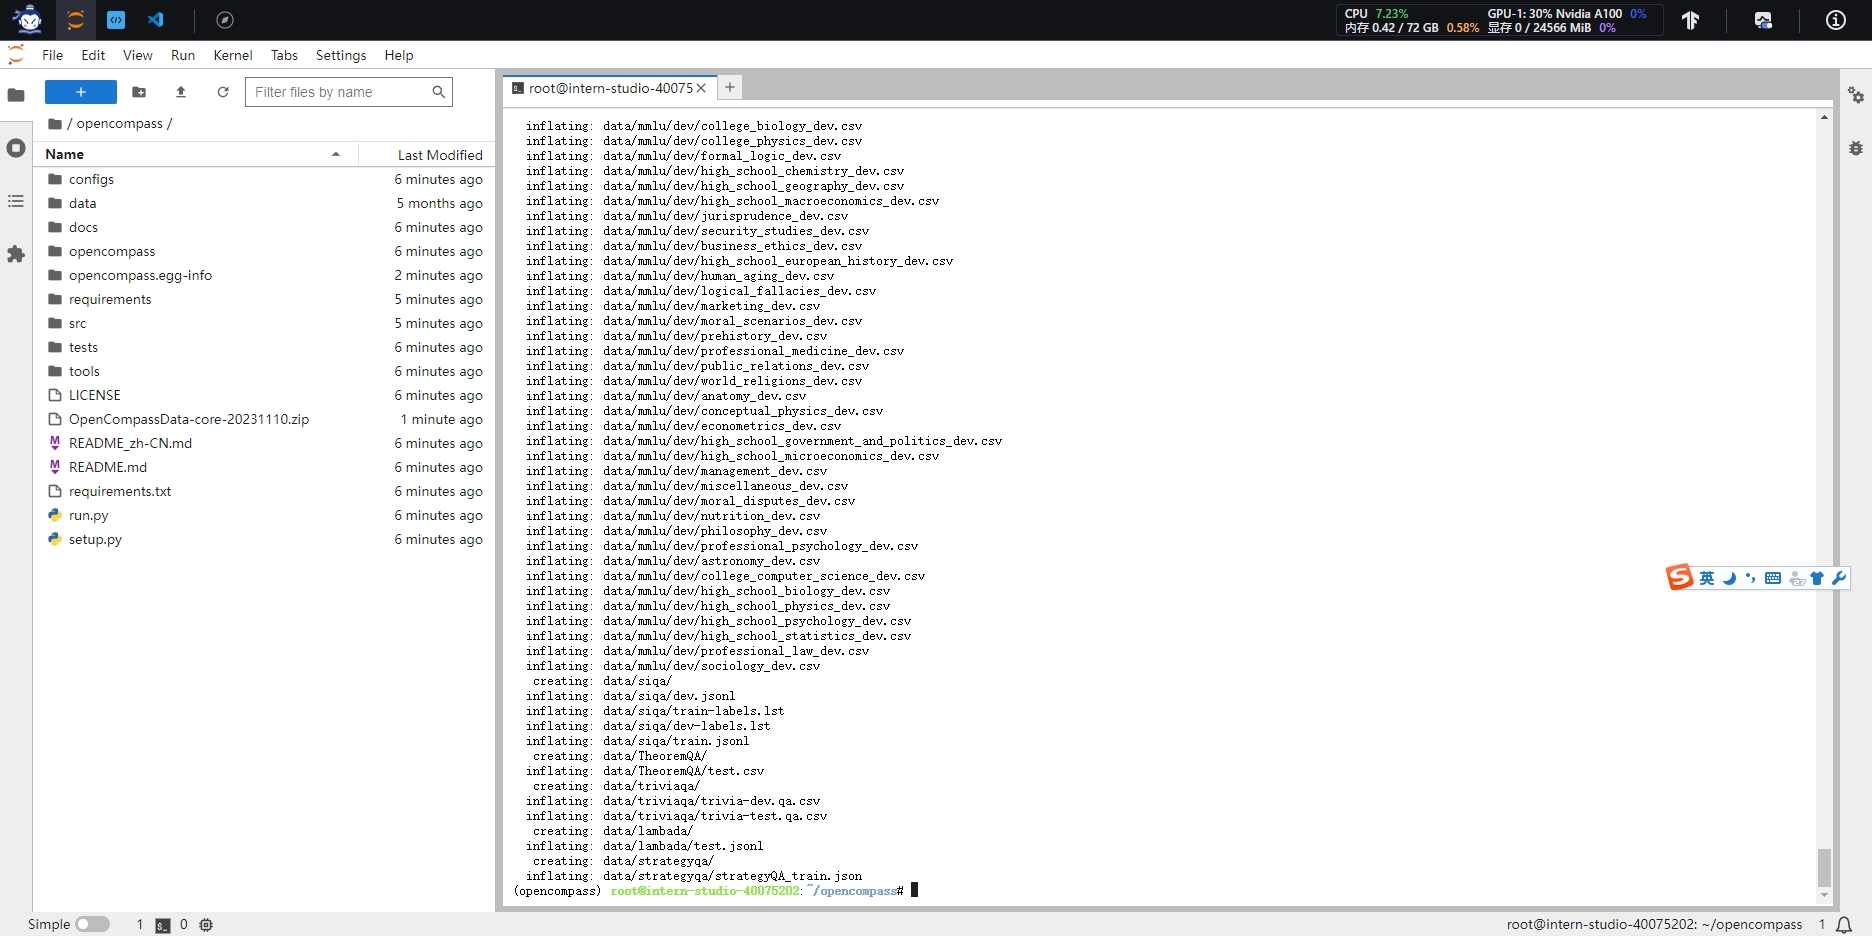 CPU 7.23% GPU-1: 30% Nvidia A100 0%
内存 0.42 / 72 GB 0.58% 显存 0 / 24566 MiB 0%
File Edit View Run Kernel Tabs Settings Help
+
Filter files by name
/ opencompass /
Name Last Modified
configs 6 minutes ago
data 5 months ago
docs 6 minutes ago
opencompass 6 minutes ago
opencompass.egg-info 2 minutes ago
requirements 5 minutes ago
src 5 minutes ago
tests 6 minutes ago
tools 6 minutes ago
LICENSE 6 minutes ago
OpenCompassData-core-20231110.zip 1 minute ago
README_zh-CN.md 6 minutes ago
README.md 6 minutes ago
requirements.txt 6 minutes ago
run.py 6 minutes ago
setup.py 6 minutes ago
root@intern-studio-40075
inflating: data/mmlu/dev/college_biology_dev.csv
inflating: data/mmlu/dev/college_physics_dev.csv
inflating: data/mmlu/dev/formal_logic_dev.csv
inflating: data/mmlu/dev/high_school_chemistry_dev.csv
inflating: data/mmlu/dev/high_school_geography_dev.csv
inflating: data/mmlu/dev/high_school_macroeconomics_dev.csv
inflating: data/mmlu/dev/jurisprudence_dev.csv
inflating: data/mmlu/dev/security_studies_dev.csv
inflating: data/mmlu/dev/business_ethics_dev.csv
inflating: data/mmlu/dev/high_school_european_history_dev.csv
inflating: data/mmlu/dev/human_aging_dev.csv
inflating: data/mmlu/dev/logical_fallacies_dev.csv
inflating: data/mmlu/dev/marketing_dev.csv
inflating: data/mmlu/dev/moral_scenarios_dev.csv
inflating: data/mmlu/dev/prehistory_dev.csv
inflating: data/mmlu/dev/professional_medicine_dev.csv
inflating: data/mmlu/dev/public_relations_dev.csv
inflating: data/mmlu/dev/world_religions_dev.csv
inflating: data/mmlu/dev/anatomy_dev.csv
inflating: data/mmlu/dev/conceptual_physics_dev.csv
inflating: data/mmlu/dev/econometrics_dev.csv
inflating: data/mmlu/dev/high_school_government_and_politics_dev.csv
inflating: data/mmlu/dev/high_school_microeconomics_dev.csv
inflating: data/mmlu/dev/management_dev.csv
inflating: data/mmlu/dev/miscellaneous_dev.csv
inflating: data/mmlu/dev/moral_disputes_dev.csv
inflating: data/mmlu/dev/nutrition_dev.csv
inflating: data/mmlu/dev/philosophy_dev.csv
inflating: data/mmlu/dev/professional_psychology_dev.csv
inflating: data/mmlu/dev/astronomy_dev.csv
inflating: data/mmlu/dev/college_computer_science_dev.csv
inflating: data/mmlu/dev/high_school_biology_dev.csv
inflating: data/mmlu/dev/high_school_physics_dev.csv
inflating: data/mmlu/dev/high_school_psychology_dev.csv
inflating: data/mmlu/dev/high_school_statistics_dev.csv
inflating: data/mmlu/dev/professional_law_dev.csv
inflating: data/mmlu/dev/sociology_dev.csv
creating: data/siqa/
inflating: data/siqa/dev.jsonl
inflating: data/siqa/train-labels.lst
inflating: data/siqa/dev-labels.lst
inflating: data/siqa/train.jsonl
creating: data/TheoremQA/
inflating: data/TheoremQA/test.csv
creating: data/triviaqa/
inflating: data/triviaqa/trivia-dev.qa.csv
inflating: data/triviaqa/trivia-test.qa.csv
creating: data/lambada/
inflating: data/lambada/test.jsonl
creating: data/strategyqa/
inflating: data/strategyqa/strategyQA_train.json
(opencompass) root@intern-studio-40075202:~/opencompass#
英
Simple 1 0 root@intern-studio-40075202: ~/opencompass 1